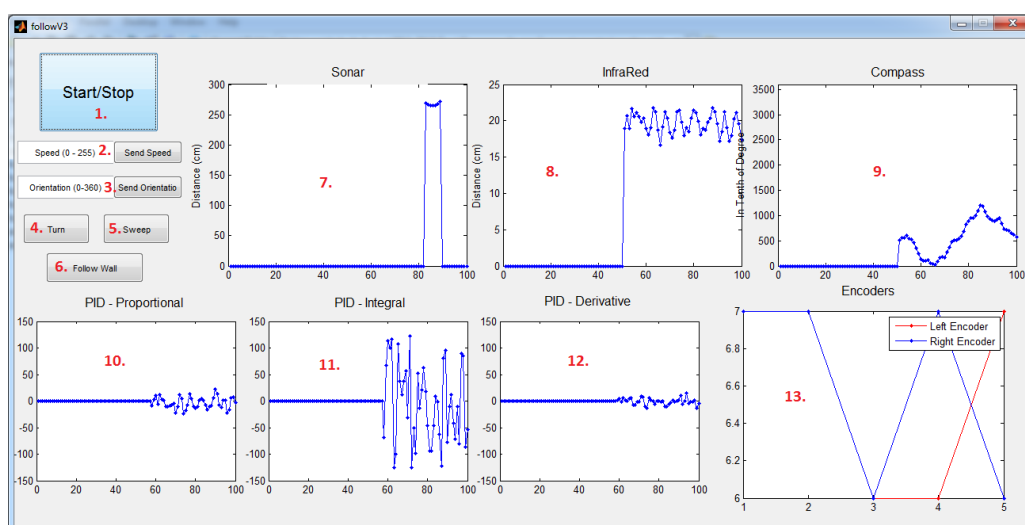 followV3
Start/Stop
1.
Speed (0 - 255) 2. Send Speed
Orientation (0-360) 3. Send Orientatio
4. Turn 5. Sweep
6. Follow Wall
Sonar
Distance (cm)
300
250
200
150
100
50
0
0 20 40 60 80 100
7.
InfraRed
Distance (cm)
25
20
15
10
5
0
0 20 40 60 80 100
8.
Compass
In Tenth of Degree
3500
3000
2500
2000
1500
1000
500
0
0 20 40 60 80 100
9.
PID - Proportional
150
100
50
0
-50
-100
-150
0 20 40 60 80 100
10.
PID - Integral
150
100
50
0
-50
-100
-150
0 20 40 60 80 100
11.
PID - Derivative
150
100
50
0
-50
-100
-150
0 20 40 60 80 100
12.
Encoders
7
6.8
6.6
6.4
6.2
6
1 2 3 4 5
Left Encoder
Right Encoder
13.